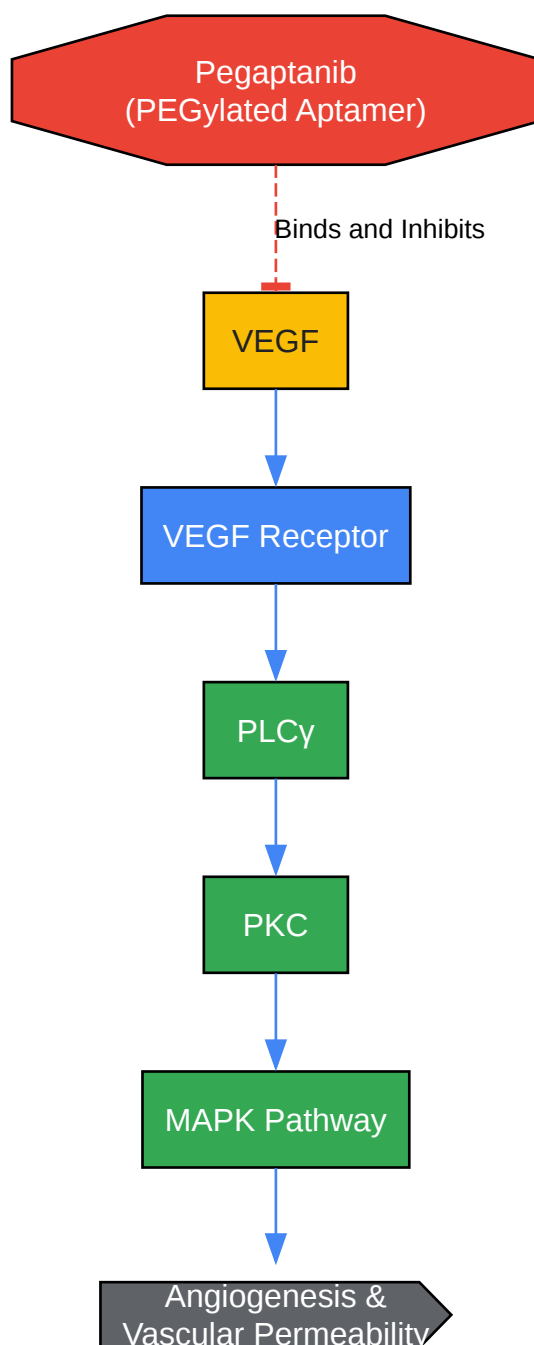 Pegaptanib
(PEGylated Aptamer)
Binds and Inhibits
VEGF
VEGF Receptor
PLCγ
PKC
MAPK Pathway
Angiogenesis &
Vascular Permeability